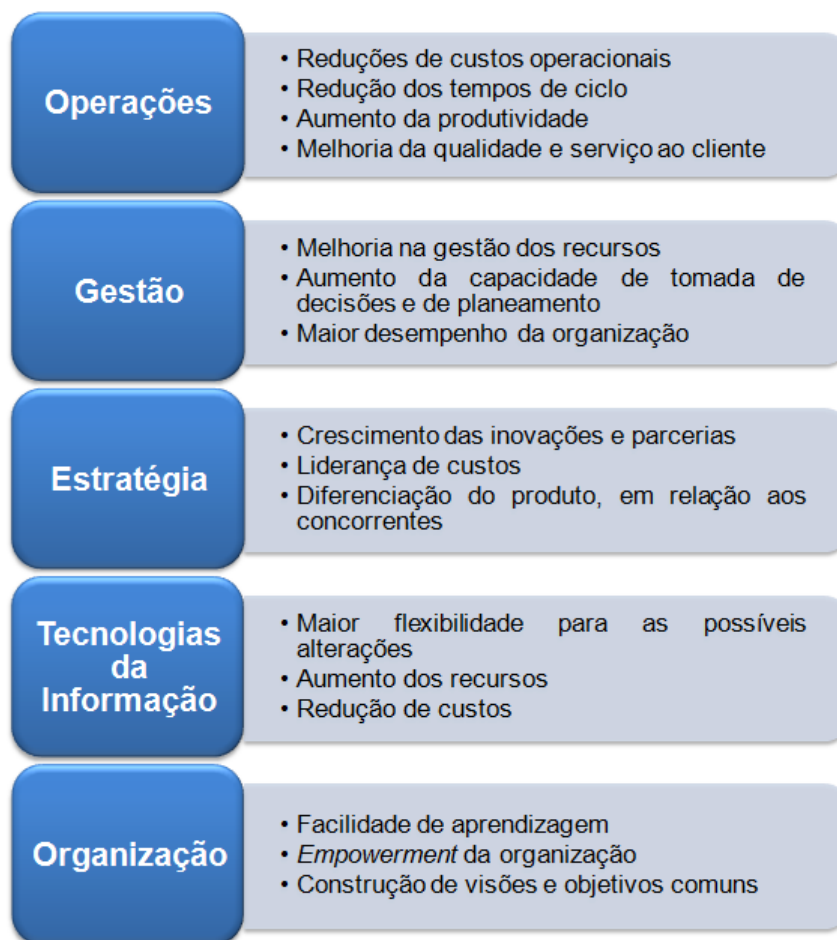 Operações
• Reduções de custos operacionais
• Redução dos tempos de ciclo
• Aumento da produtividade
• Melhoria da qualidade e serviço ao cliente
Gestão
• Melhoria na gestão dos recursos
• Aumento da capacidade de tomada de
decisões e de planeamento
• Maior desempenho da organização
Estratégia
• Crescimento das inovações e parcerias
• Liderança de custos
• Diferenciação do produto, em relação aos
concorrentes
Tecnologias
da
Informação
• Maior flexibilidade para as possíveis
alterações
• Aumento dos recursos
• Redução de custos
Organização
• Facilidade de aprendizagem
• Empowerment da organização
• Construção de visões e objetivos comuns